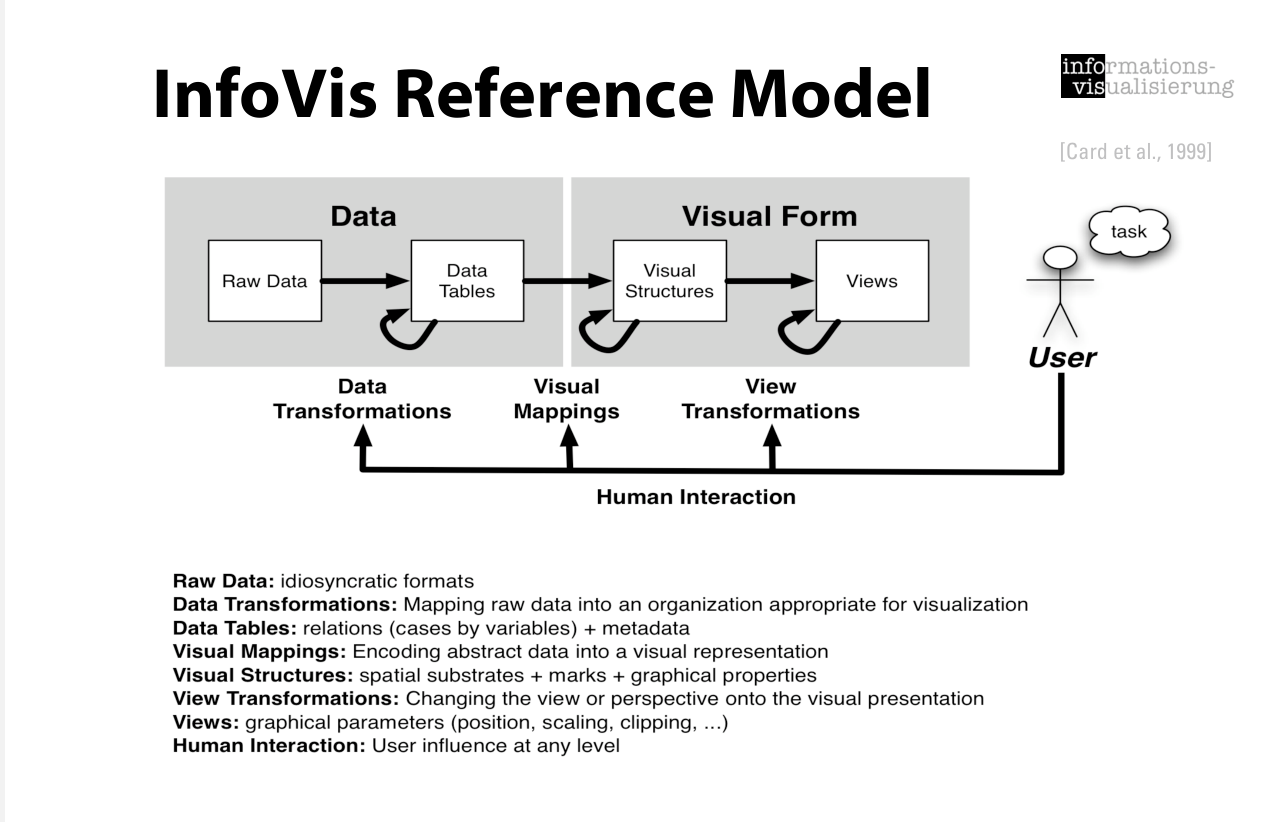 InfoVis Reference Model
informations-
visualisierung
[Card et al., 1999]
Data
Visual Form
task
Raw Data
Data
Tables
Visual
Structures
Views
User
Data
Transformations
Visual
Mappings
View
Transformations
Human Interaction
Raw Data: idiosyncratic formats
Data Transformations: Mapping raw data into an organization appropriate for visualization
Data Tables: relations (cases by variables) + metadata
Visual Mappings: Encoding abstract data into a visual representation
Visual Structures: spatial substrates + marks + graphical properties
View Transformations: Changing the view or perspective onto the visual presentation
Views: graphical parameters (position, scaling, clipping, ...)
Human Interaction: User influence at any level